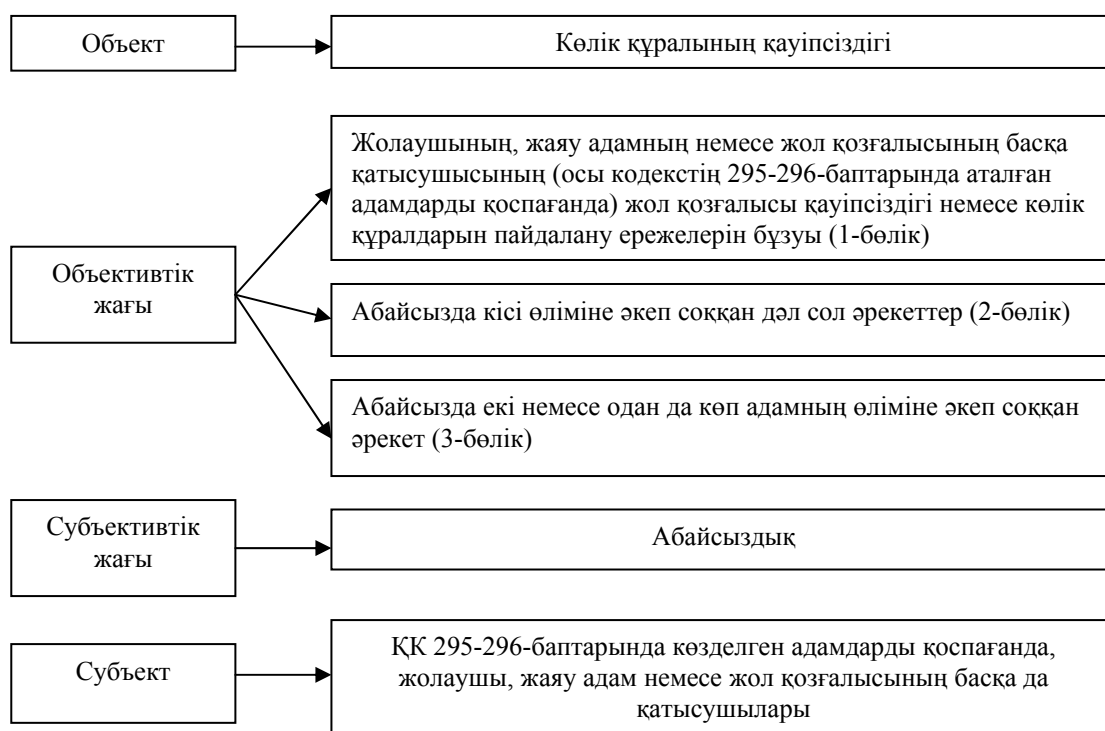 Объект
Көлік құралының қауіпсіздігі
Жолаушының, жаяу адамның немесе жол қозғалысының басқа
қатысушысының (осы кодекстің 295-296-баптарында аталған
адамдарды қоспағанда) жол қозғалысы қауіпсіздігі немесе көлік
құралдарын пайдалану ережелерін бұзуы (1-бөлік)
Объективтік
жағы
Абайсызда кісі өліміне әкеп соққан дәл сол әрекеттер (2-бөлік)
Абайсызда екі немесе одан да көп адамның өліміне әкеп соққан
әрекет (3-бөлік)
Субъективтік
жағы
Абайсыздық
Субъект
ҚК 295-296-баптарында көзделген адамдарды қоспағанда,
жолаушы, жаяу адам немесе жол қозғалысының басқа да
қатысушылары